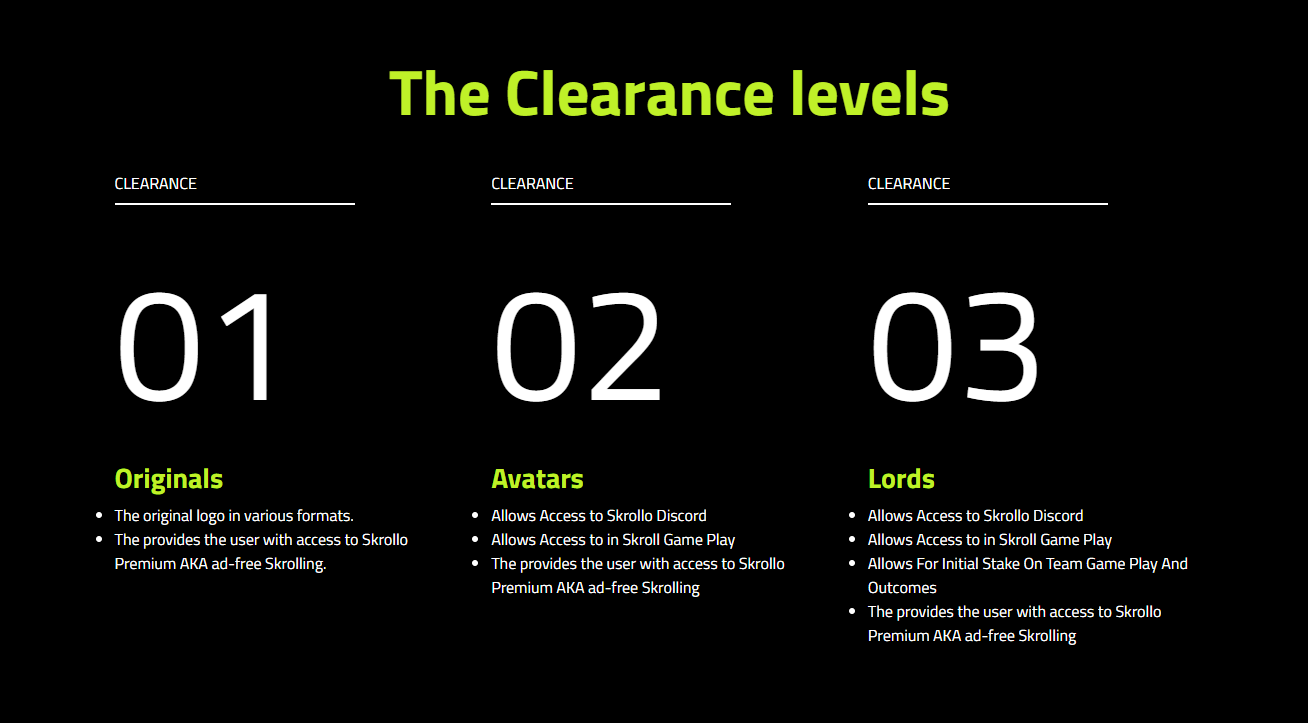 The Clearance levels
CLEARANCE
01
Originals
The original logo in various formats.
The provides the user with access to Skrollo
Premium AKA ad-free Skrolling.
CLEARANCE
02
Avatars
Allows Access to Skrollo Discord
Allows Access to in Skroll Game Play
The provides the user with access to Skrollo
Premium AKA ad-free Skrolling
CLEARANCE
03
Lords
Allows Access to Skrollo Discord
Allows Access to in Skroll Game Play
Allows For Initial Stake On Team Game Play And
Outcomes
The provides the user with access to Skrollo
Premium AKA ad-free Skrolling